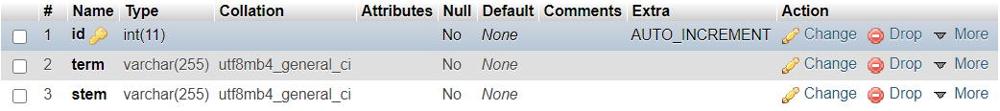 # Name Type Collation Attributes Null Default Comments Extra Action
1 id int(11) No None AUTO_INCREMENT Change Drop More
2 term varchar(255) utf8mb4_general_ci No None Change Drop More
3 stem varchar(255) utf8mb4_general_ci No None Change Drop More